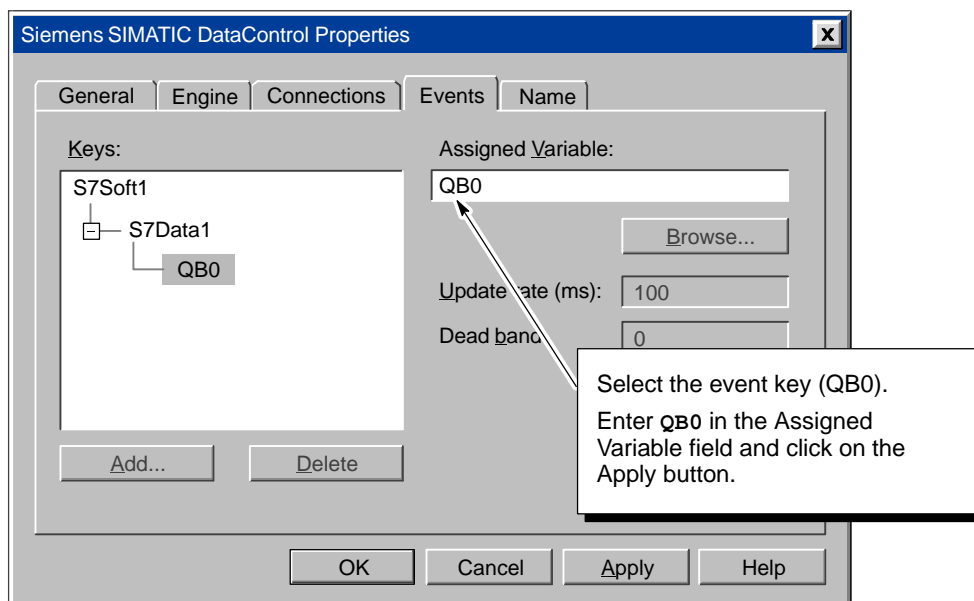 Siemens SIMATIC DataControl Properties
x
General Engine Connections Events Name
Keys:
S7Soft1
S7Data1
QB0
Add...
Delete
Assigned Variable:
QB0
Browse...
Update rate (ms):
100
Dead band
0
Select the event key (QB0).
Enter QB0 in the Assigned
Variable field and click on the
Apply button.
OK Cancel Apply Help